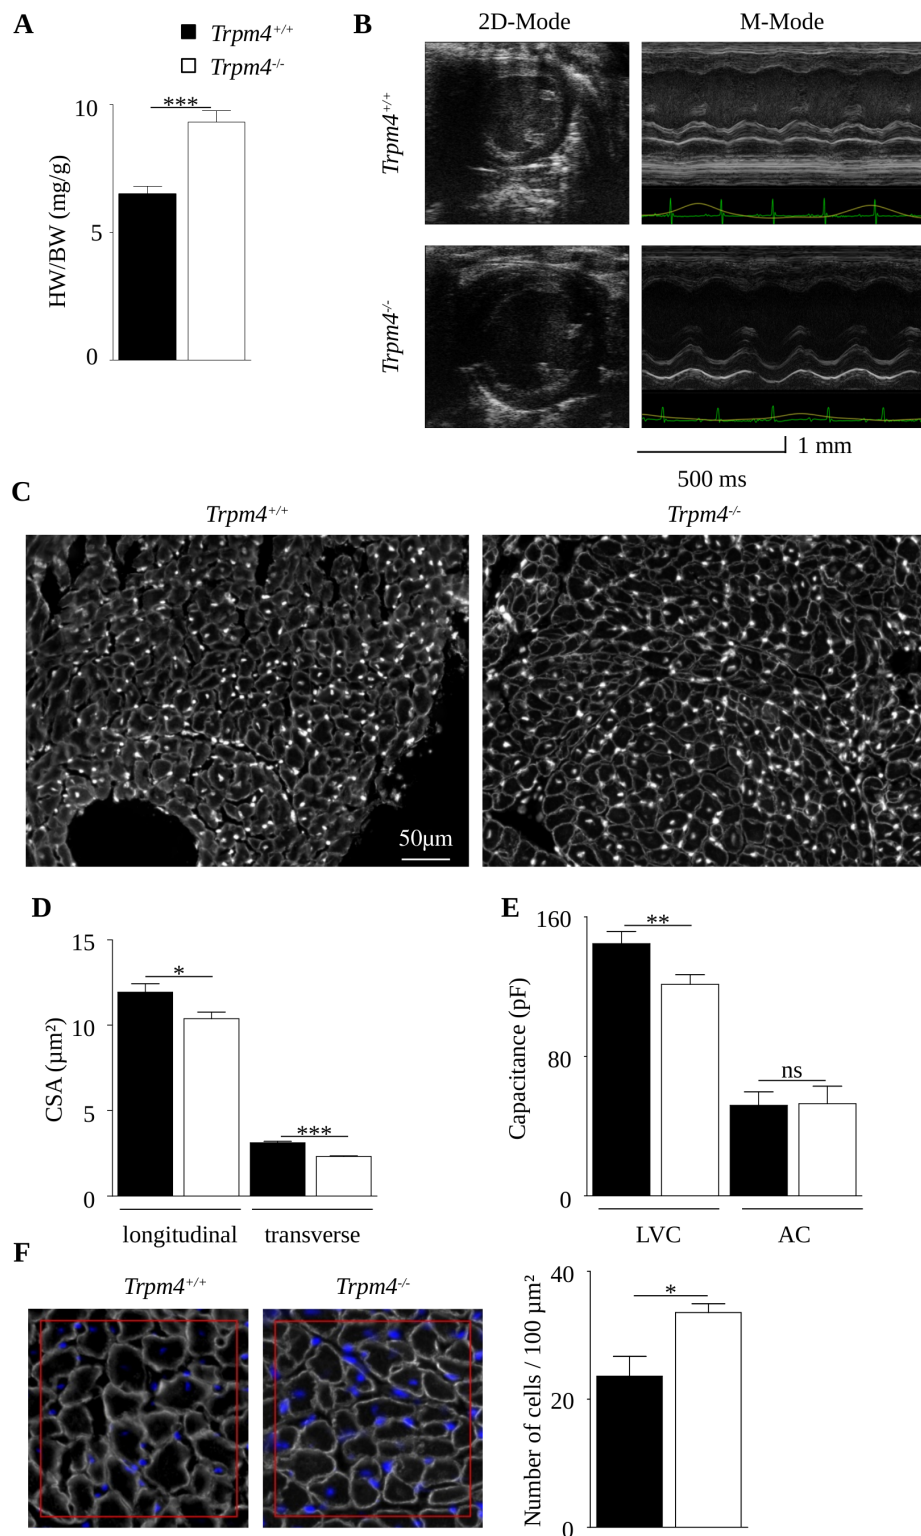 A
Trpm4+/+
Trpm4-/-
***
10
5
0
HW/BW (mg/g)
B
2D-Mode
M-Mode
Trpm4+/+
Trpm4-/-
1 mm
500 ms
C
Trpm4+/+
Trpm4-/-
50µm
D
15
10
5
0
CSA (µm²)
*
***
longitudinal
transverse
E
160
80
0
Capacitance (pF)
**
ns
LVC
AC
F
Trpm4+/+
Trpm4-/-
40
20
0
Number of cells / 100 µm²
*